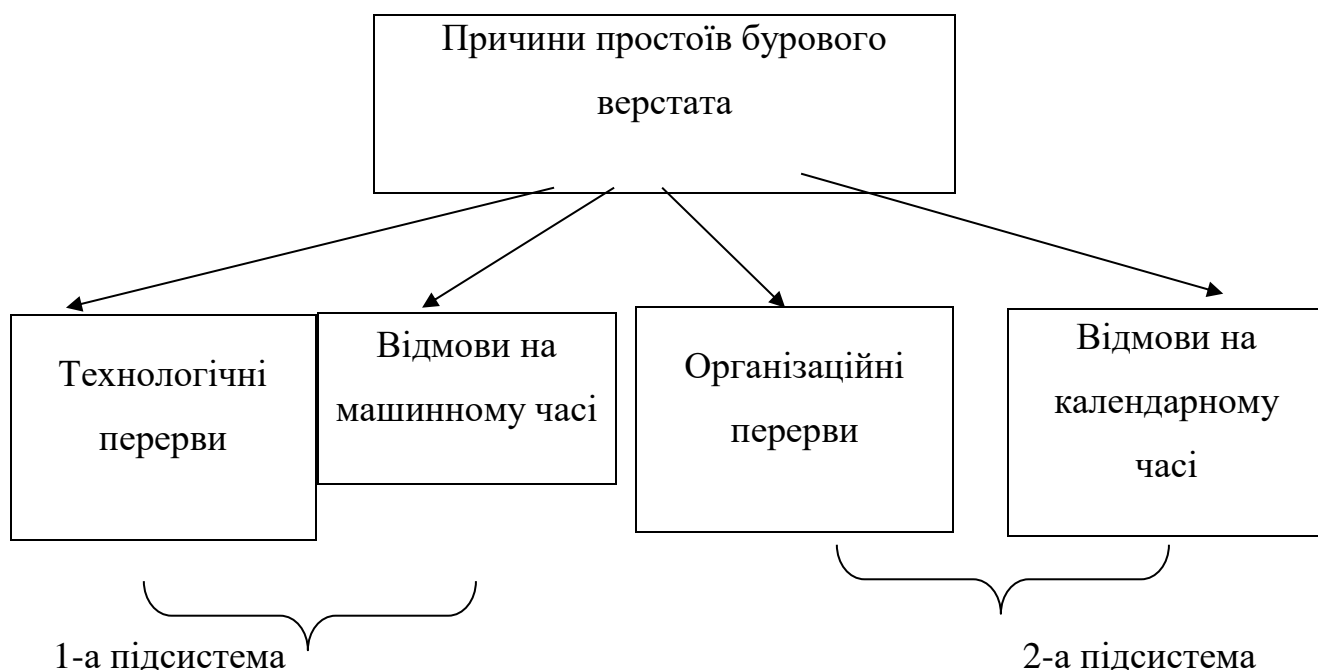 Причини простоїв бурового
верстата
Технологічні
перерви
Відмови на
машинному часі
Організаційні
перерви
Відмови на
календарному
часі
1-а підсистема
2-а підсистема